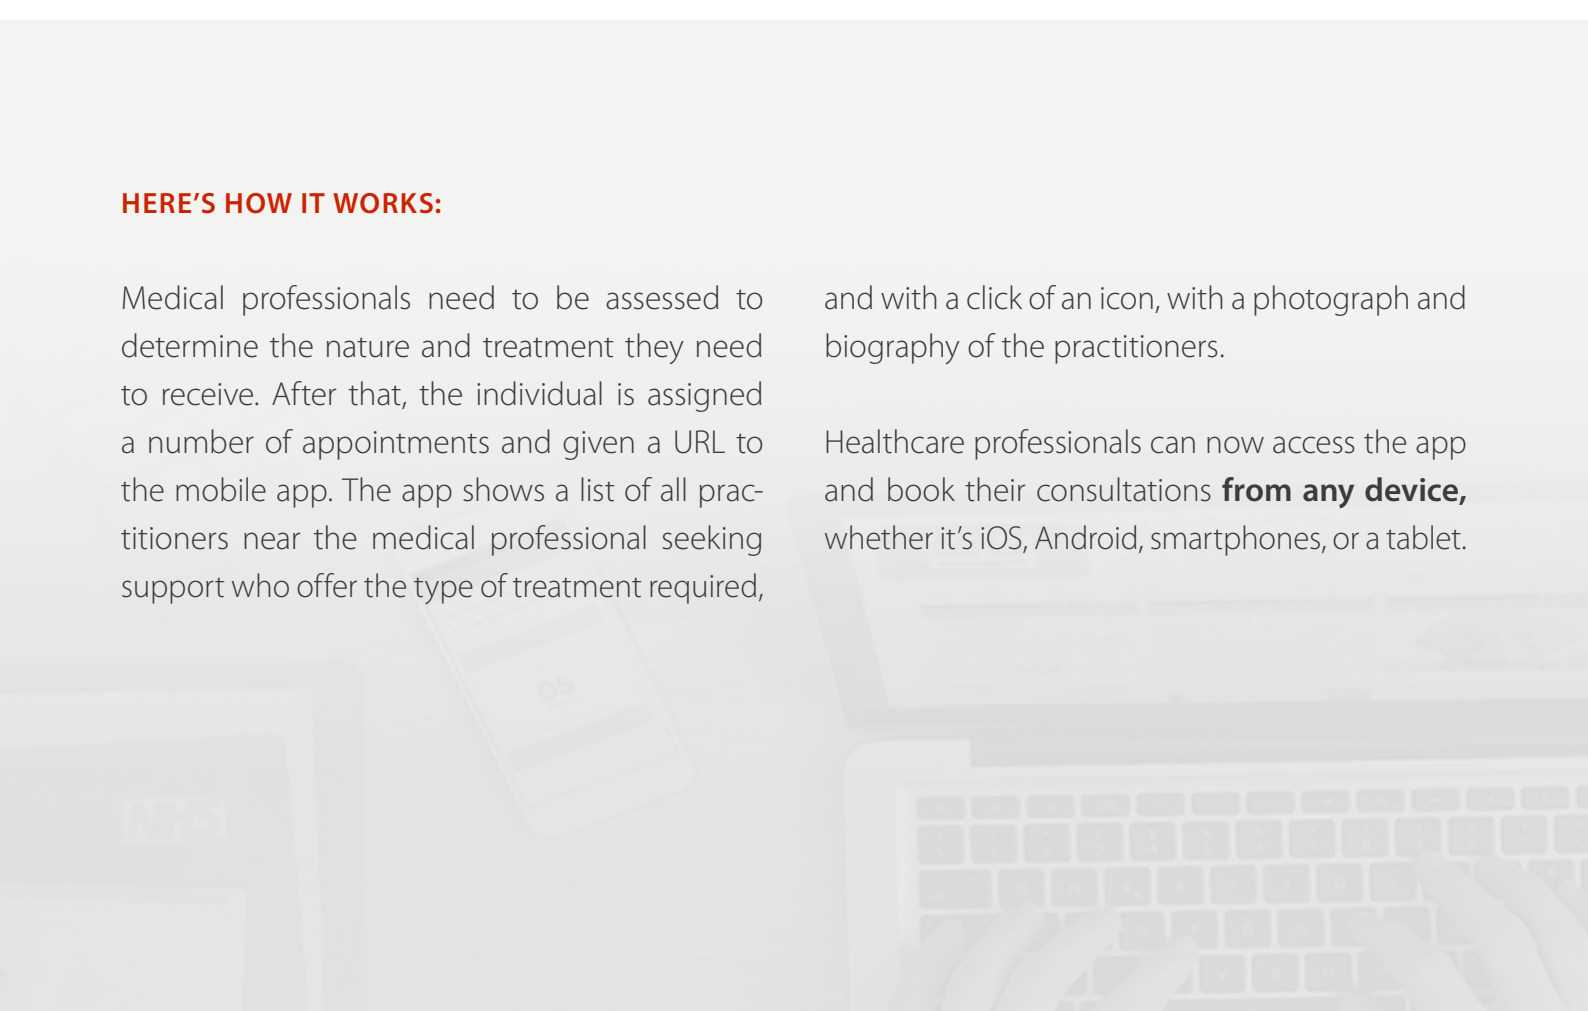 HERE’S HOW IT WORKS:
Medical professionals need to be assessed to
determine the nature and treatment they need
to receive. After that, the individual is assigned
a number of appointments and given a URL to
the mobile app. The app shows a list of all prac-
titioners near the medical professional seeking
support who offer the type of treatment required,
and with a click of an icon, with a photograph and
biography of the practitioners.
Healthcare professionals can now access the app
and book their consultations from any device,
whether it’s iOS, Android, smartphones, or a tablet.
05
NHS